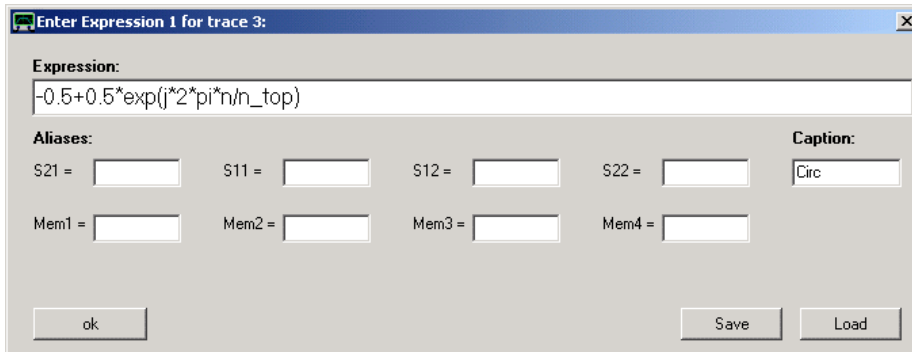 Enter Expression 1 for trace 3:
Expression:
-0.5+0.5*exp(j*2*pi*n/n_top)
Aliases: Caption:
S21 = S11 = S12 = S22 = Circ
Mem1 = Mem2 = Mem3 = Mem4 =
ok Save Load